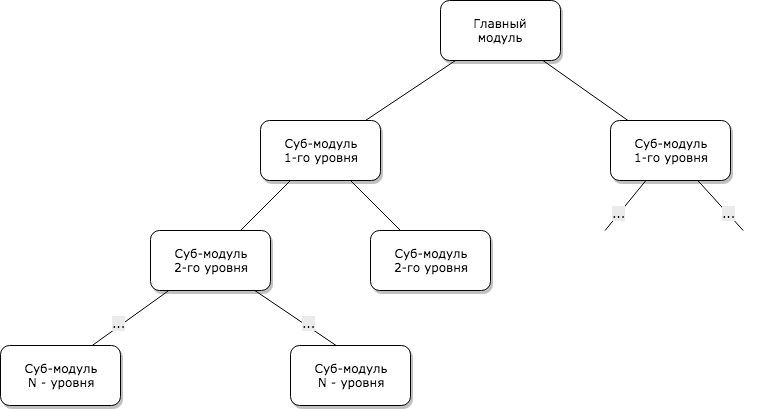 Главный
модуль
Суб-модуль
1-го уровня
Суб-модуль
1-го уровня
...
...
Суб-модуль
2-го уровня
Суб-модуль
2-го уровня
...
...
Суб-модуль
N - уровня
Суб-модуль
N - уровня